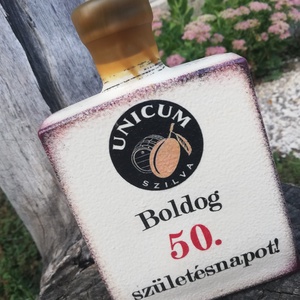 UNICUM
SZILVA
Boldog
50.
születésnapot!